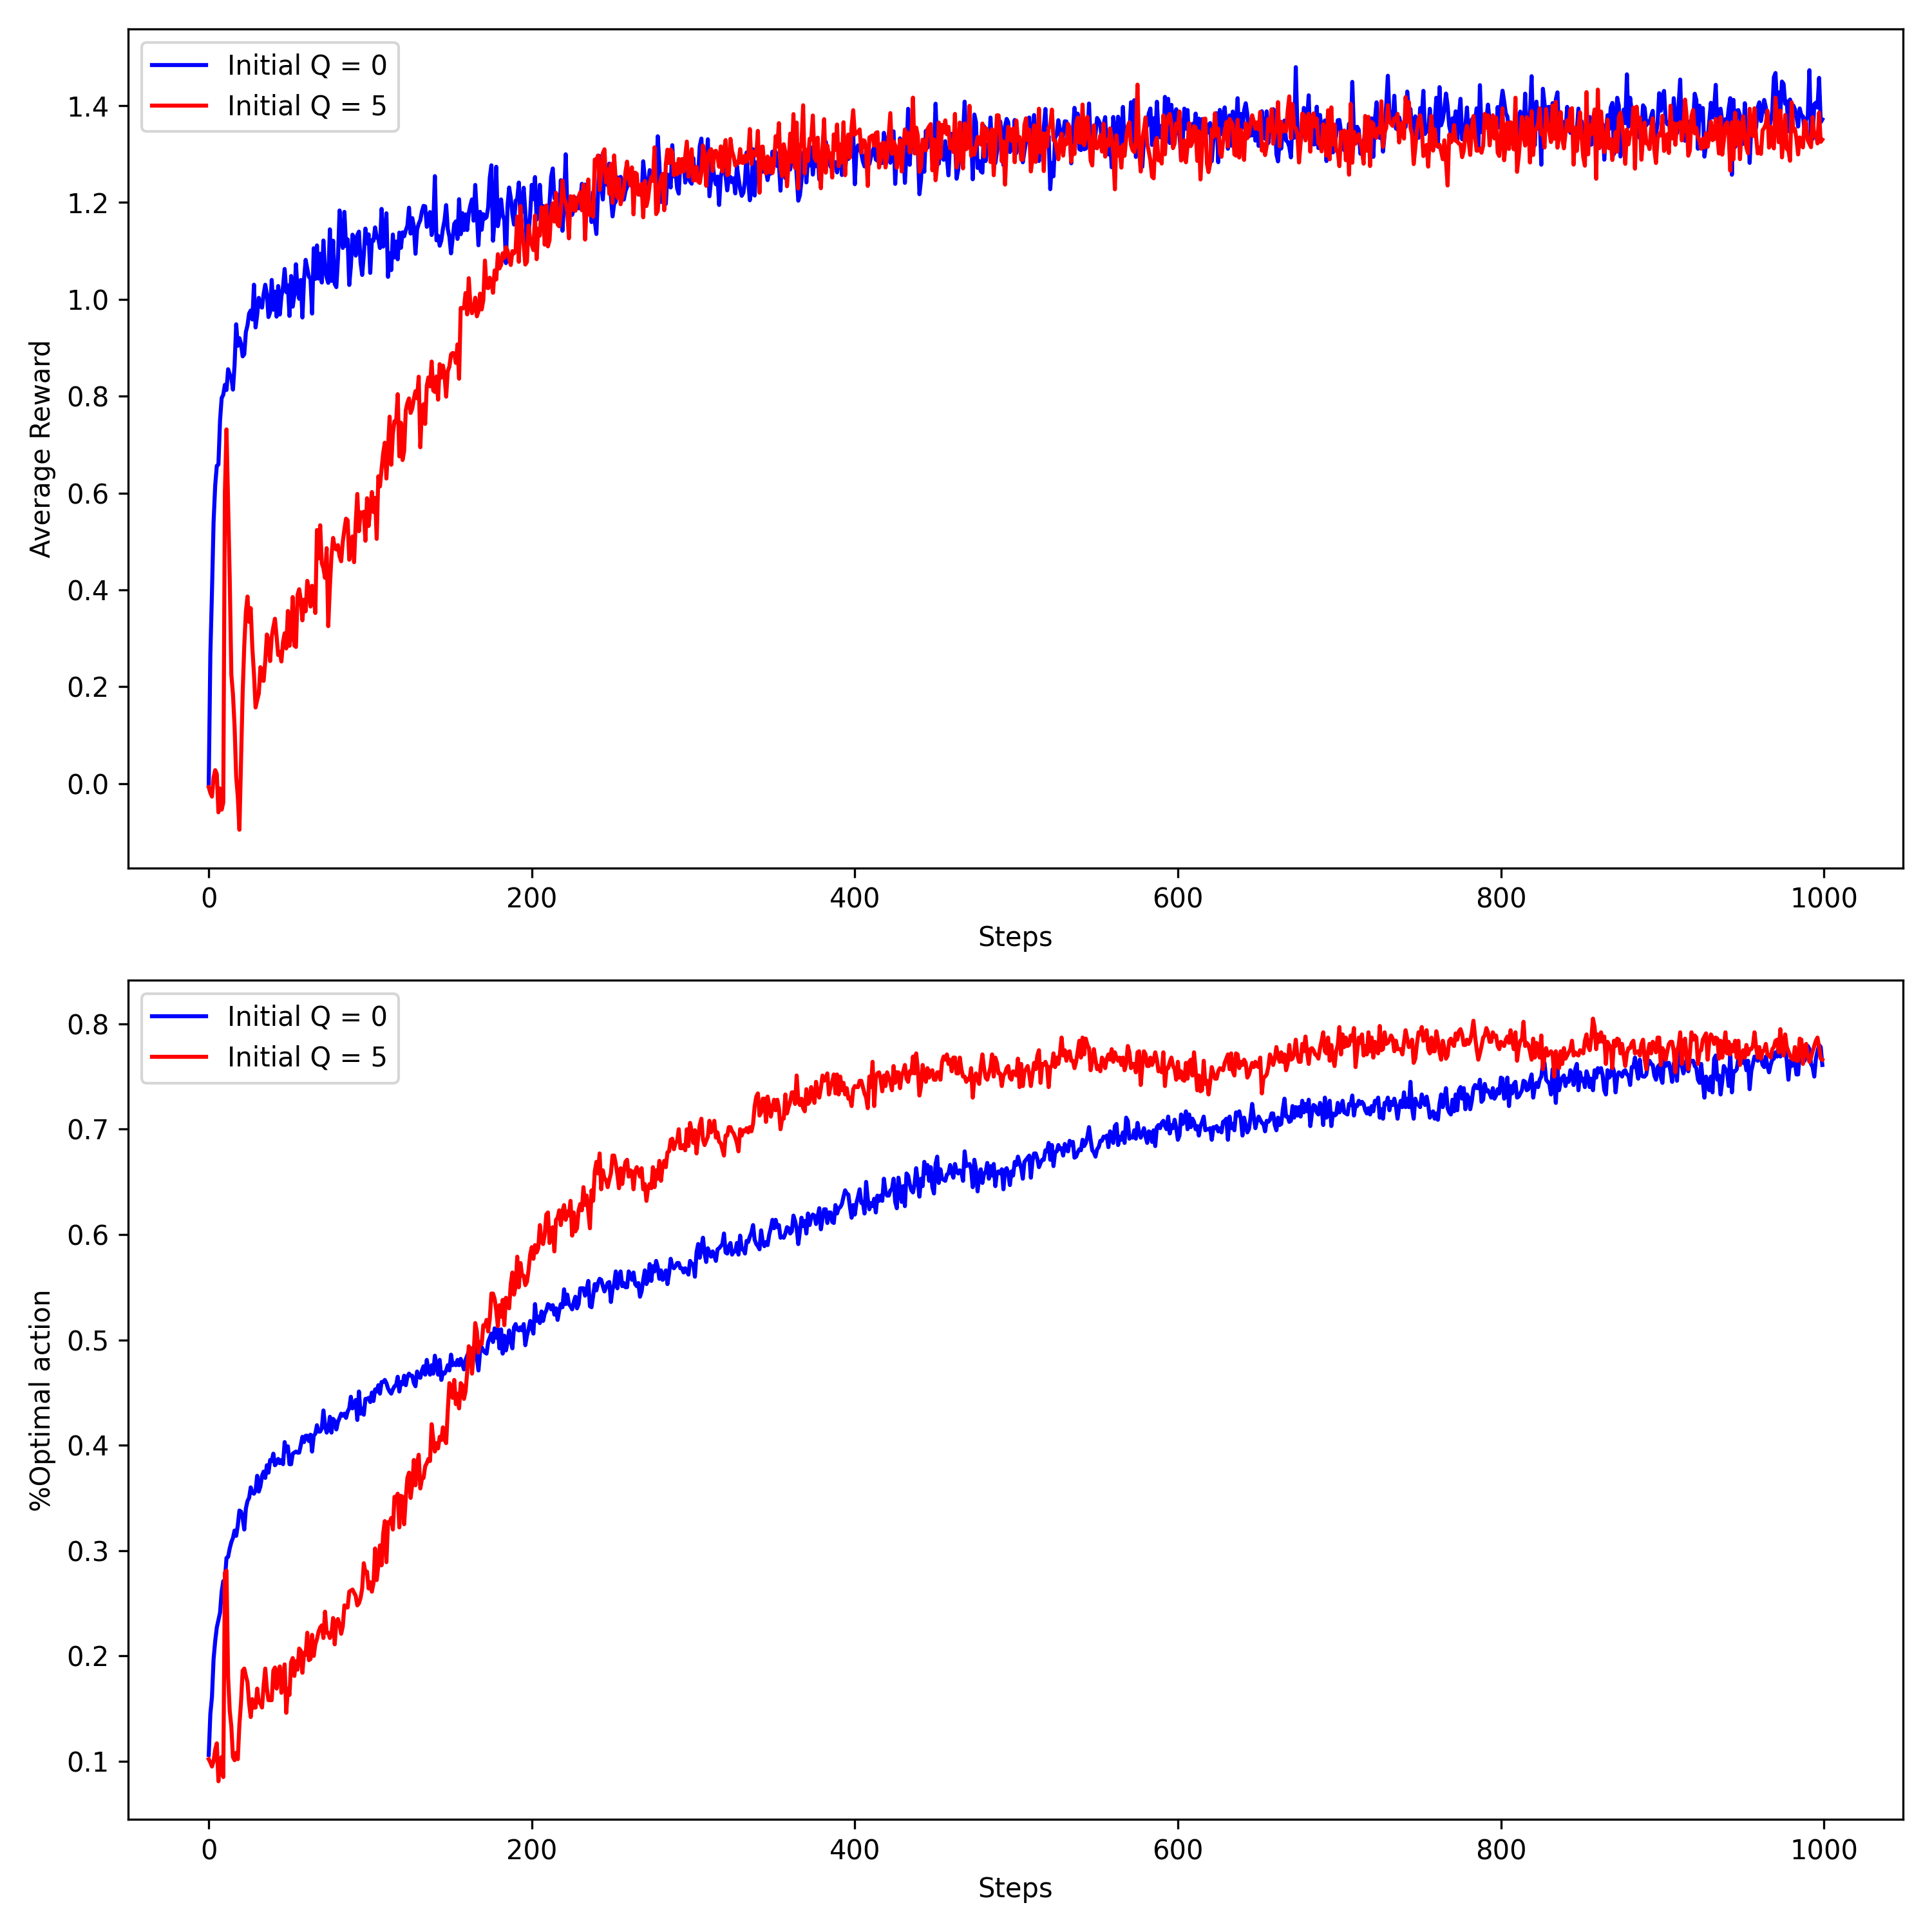 Initial Q = 0
Initial Q = 5
1.4
1.2
1.0
0.8
0.6
0.4
0.2
0.0
Average Reward
0 200 400 600 800 1000
Steps
Initial Q = 0
Initial Q = 5
0.8
0.7
0.6
0.5
0.4
0.3
0.2
0.1
%Optimal action
0 200 400 600 800 1000
Steps